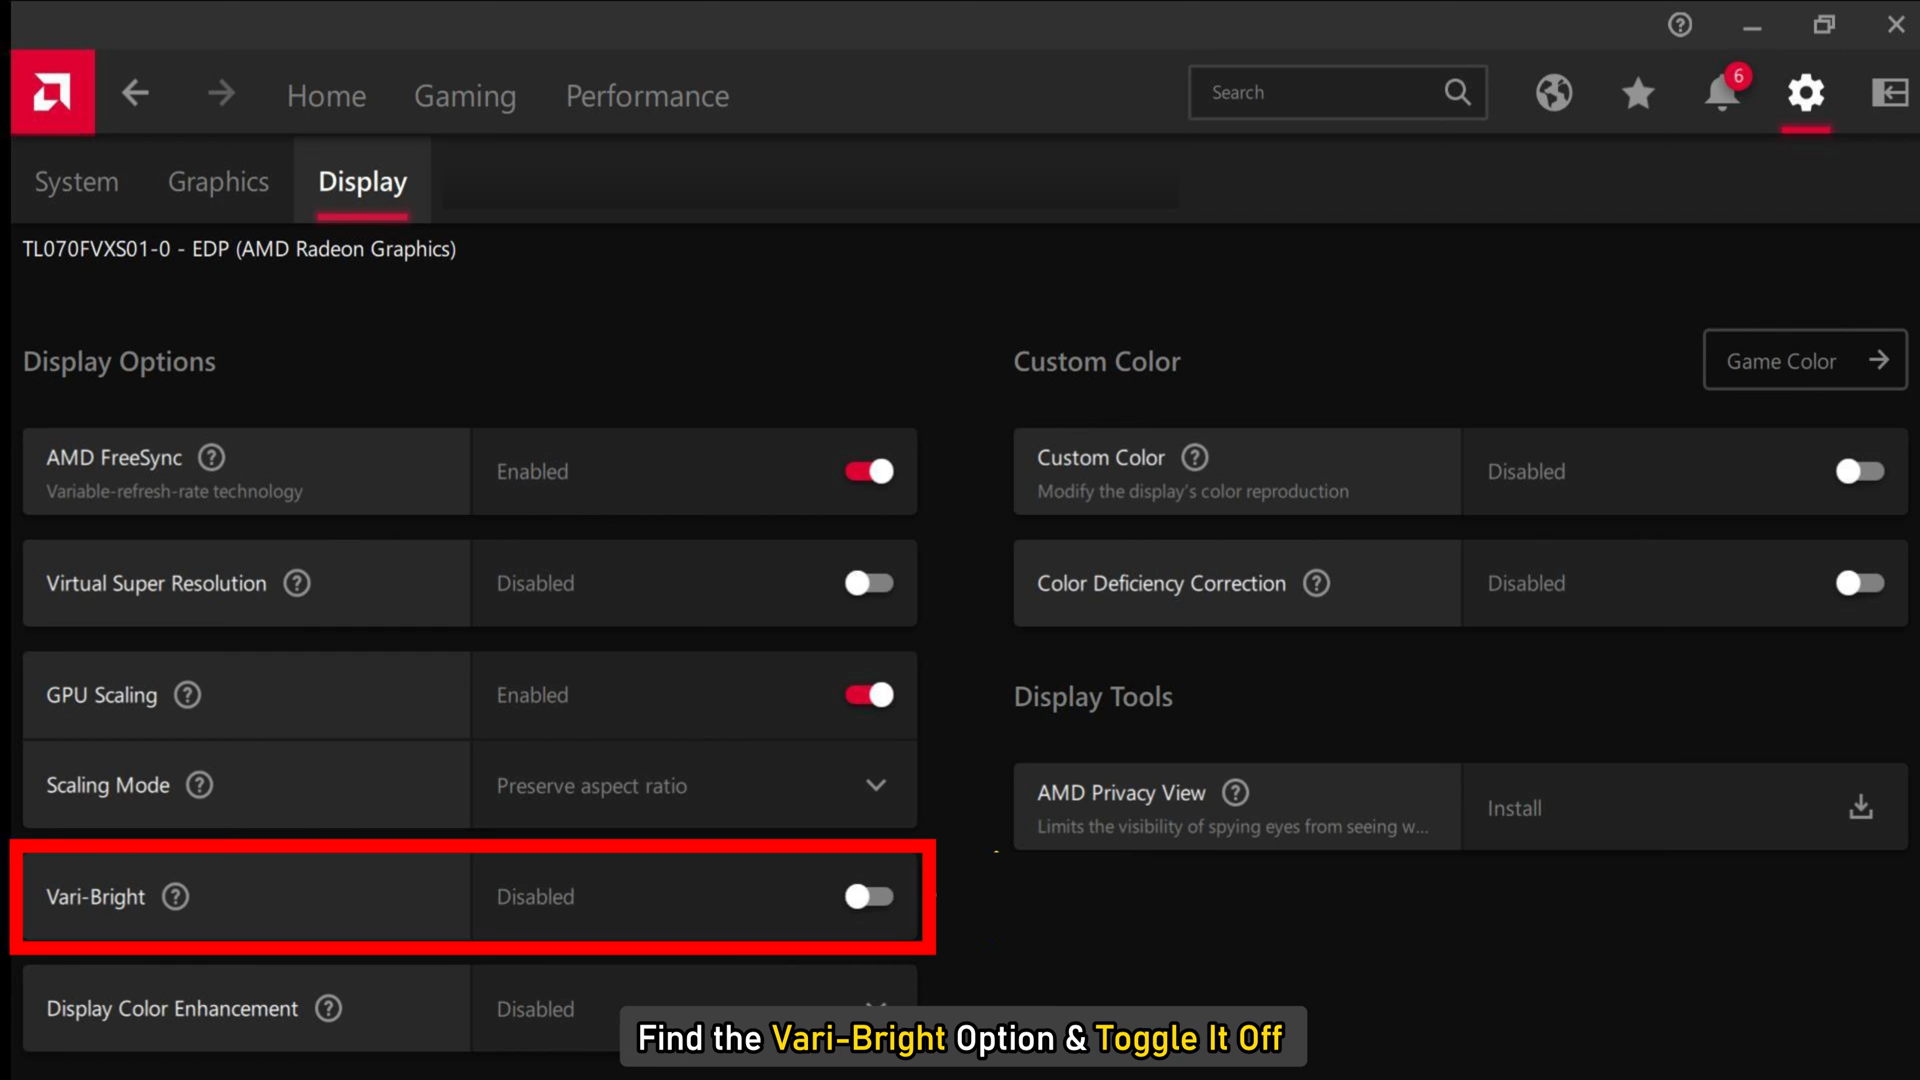 Home Gaming Performance Search 6
System Graphics Display
TL070FVXS01-0 - EDP (AMD Radeon Graphics)
Display Options
AMD FreeSync
Variable-refresh-rate technology
Enabled
Virtual Super Resolution
Disabled
GPU Scaling
Enabled
Scaling Mode
Preserve aspect ratio
Vari-Bright
Disabled
Display Color Enhancement
Disabled
Custom Color
Game Color
Custom Color
Modify the display's color reproduction
Disabled
Color Deficiency Correction
Disabled
Display Tools
AMD Privacy View
Limits the visibility of spying eyes from seeing w...
Install
Find the Vari-Bright Option & Toggle It Off